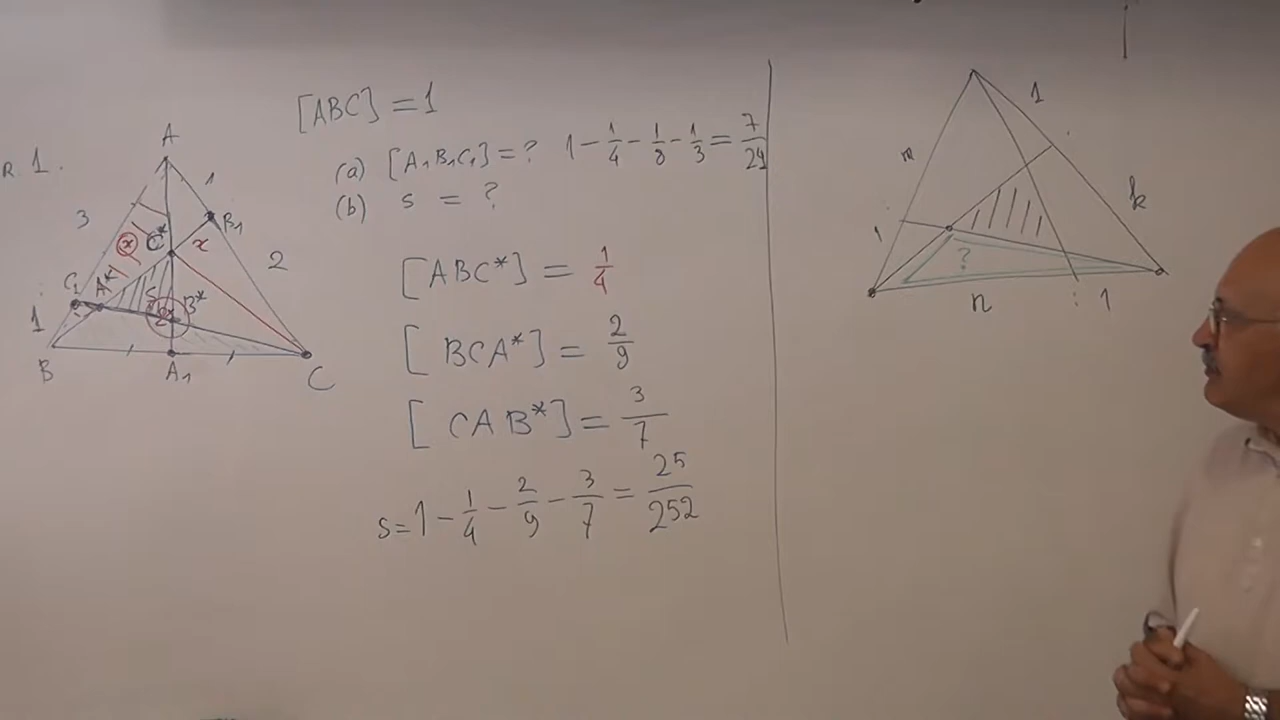 R 1.
[ABC] = 1
(a) [A₁B₁C₁] = ? 1 - 1/4 - 1/8 - 1/3 = 7/24
(b) s = ?
[ABC*] = 1/4
[BCA*] = 2/9
[CAB*] = 3/7
s = 1 - 1/4 - 2/9 - 3/7 = 25/252
A
1
B₁
3
x
C*
x
2
C₁
A*
S
B*
1
B
A₁
C
1
k
1
?
n
1